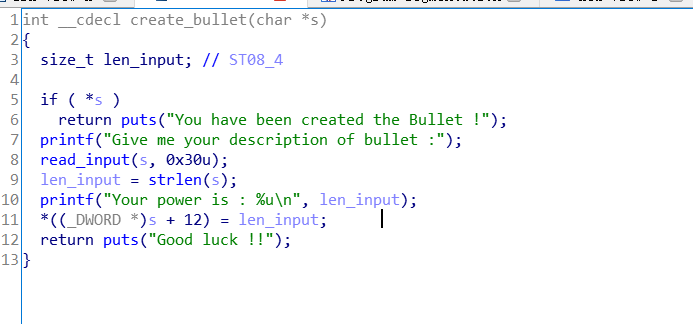 1 int __cdecl create_bullet(char *s)
2 {
3 size_t len_input; // ST08_4
4
5 if ( *s )
6 return puts("You have been created the Bullet !");
7 printf("Give me your description of bullet :");
8 read_input(s, 0x30u);
9 len_input = strlen(s);
10 printf("Your power is : %u\n", len_input);
11 *((_DWORD *)s + 12) = len_input;
12 return puts("Good luck !!");
13 }